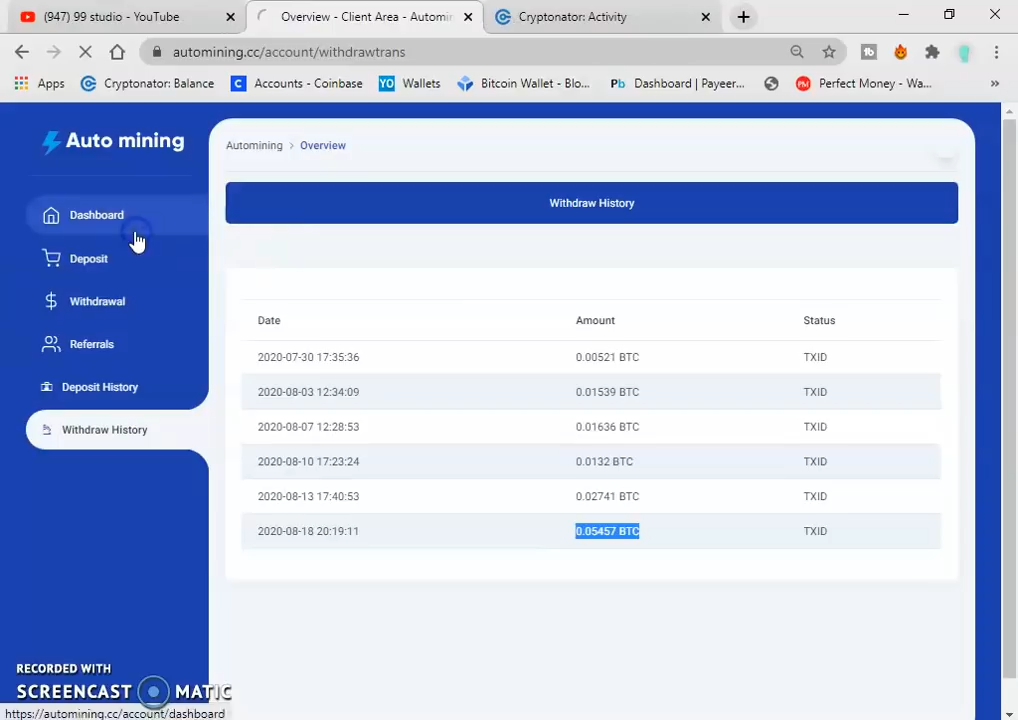 (947) 99 studio - YouTube
Overview - Client Area - Automin
Cryptonator: Activity
automining.cc/account/withdrawtrans
Apps
Cryptonator: Balance
Accounts - Coinbase
YO Wallets
Bitcoin Wallet - Blo...
Pb Dashboard | Payeer...
PM Perfect Money - Wa...
Auto mining
Dashboard
Deposit
Withdrawal
Referrals
Deposit History
Withdraw History
Automining > Overview
Withdraw History
Date Amount Status
2020-07-30 17:35:36 0.00521 BTC TXID
2020-08-03 12:34:09 0.01539 BTC TXID
2020-08-07 12:28:53 0.01636 BTC TXID
2020-08-10 17:23:24 0.0132 BTC TXID
2020-08-13 17:40:53 0.02741 BTC TXID
2020-08-18 20:19:11 0.05457 BTC TXID
RECORDED WITH
SCREENCAST MATIC
https://automining.cc/account/dashboard